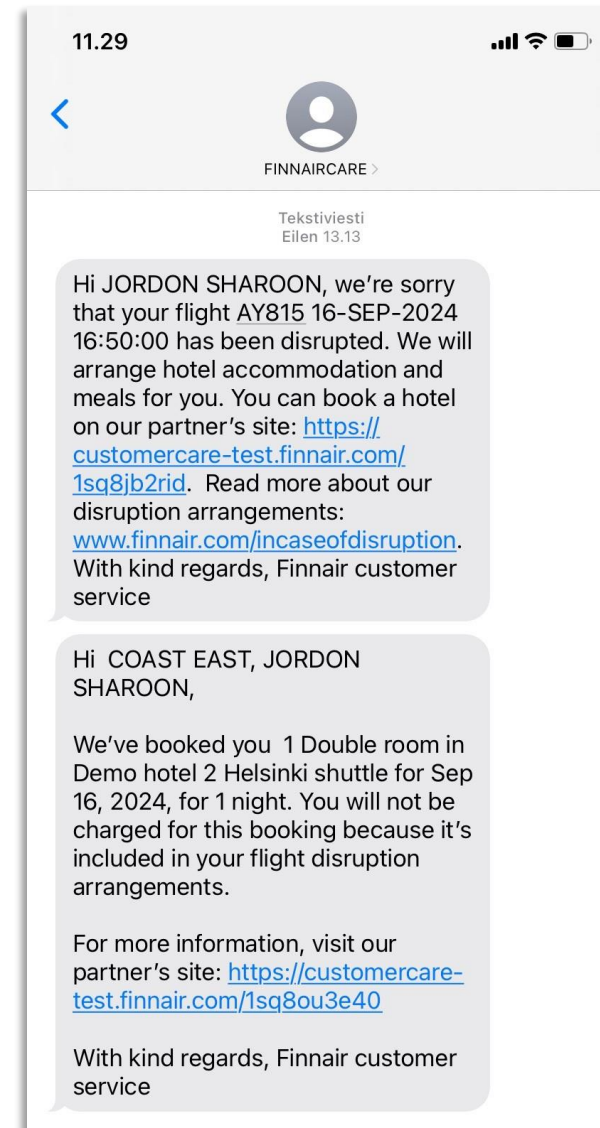 11.29
FINNAIRCARE
Tekstiviesti
Eilen 13.13
Hi JORDON SHAROON, we're sorry
that your flight AY815 16-SEP-2024
16:50:00 has been disrupted. We will
arrange hotel accommodation and
meals for you. You can book a hotel
on our partner's site: https://
customercare-test.finnair.com/
1sq8jb2rid.  Read more about our
disruption arrangements:
www.finnair.com/incaseofdisruption.
With kind regards, Finnair customer
service
Hi  COAST EAST, JORDON
SHAROON,
We've booked you  1 Double room in
Demo hotel 2 Helsinki shuttle for Sep
16, 2024, for 1 night. You will not be
charged for this booking because it's
included in your flight disruption
arrangements.
For more information, visit our
partner's site: https://customercare-
test.finnair.com/1sq8ou3e40
With kind regards, Finnair customer
service